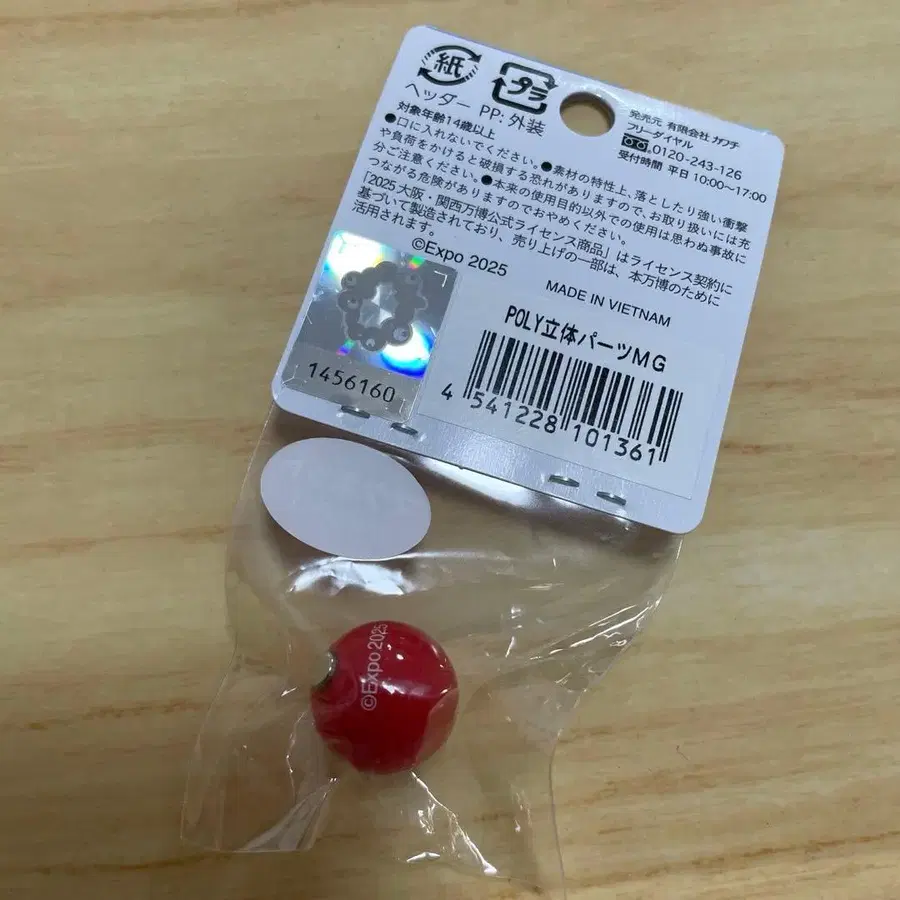 紙
プラ
ヘッダー PP:外装
対象年齢14歳以上
発売元 有限会社 カワチ
フリーダイヤル
0120-243-126
受付時間 平日 10:00～17:00
●口に入れないでください。●素材の特性上、落としたり強い衝撃
や負荷をかけると破損する恐れがありますので、お取り扱いには充
分ご注意ください。●本来の使用目的以外での使用は思わぬ事故に
つながる危険がありますのでおやめください。
「2025 大阪・関西万博公式ライセンス商品」はライセンス契約に
基づいて製造されており、売り上げの一部は、本万博のために
活用されます。
©Expo 2025
MADE IN VIETNAM
POLY立体パーツMG
4 541228 101361
1456160
©Expo 2025